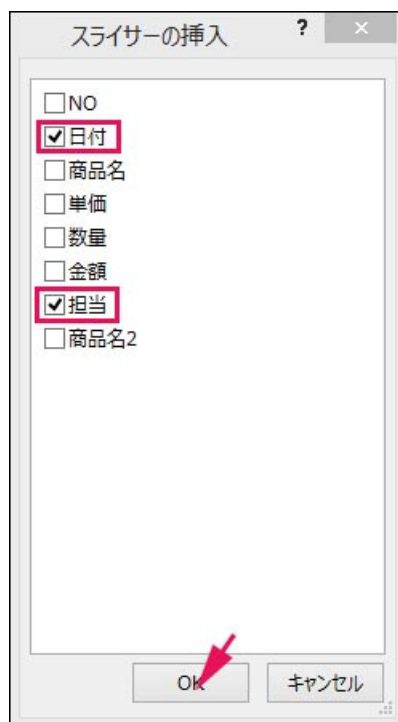 スライサーの挿入 ?
NO
日付
商品名
単価
数量
金額
担当
商品名2
OK キャンセル